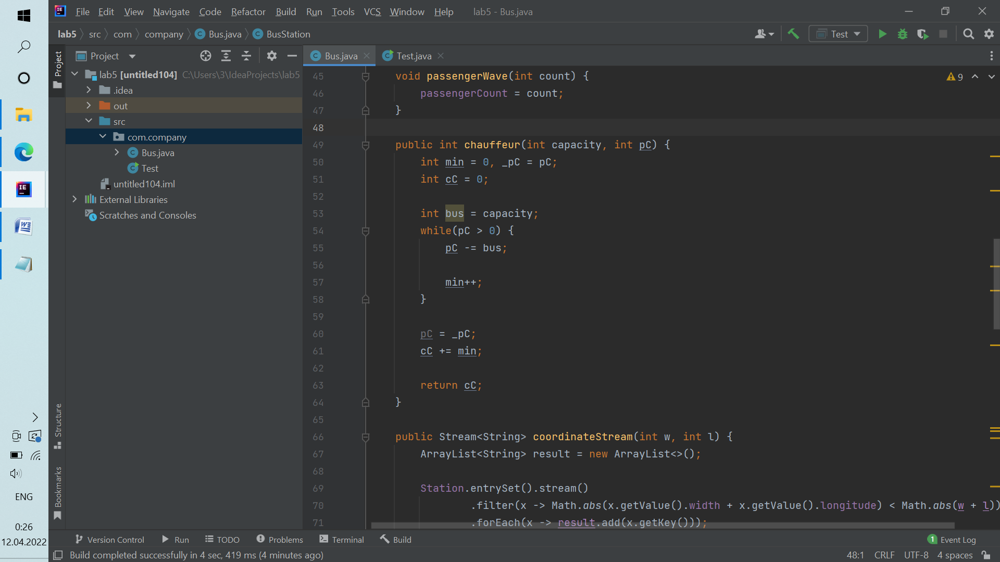 File Edit View Navigate Code Refactor Build Run Tools VCS Window Help lab5 - Bus.java
lab5 src com company Bus.java BusStation
Test
Project
Bus.java
Test.java
Project
lab5 [untitled104] C:\Users\3\IdeaProjects\lab5
.idea
out
src
com.company
Bus.java
Test
untitled104.iml
External Libraries
Scratches and Consoles
Structure
Bookmarks
9
45 void passengerWave(int count) {
46 passengerCount = count;
47 }
48
49 public int chauffeur(int capacity, int pC) {
50 int min = 0, _pC = pC;
51 int cC = 0;
52
53 int bus = capacity;
54 while(pC > 0) {
55 pC -= bus;
56
57 min++;
58 }
59
60 pC = _pC;
61 cC += min;
62
63 return cC;
64 }
65
66 public Stream<String> coordinateStream(int w, int l) {
67 ArrayList<String> result = new ArrayList<>();
68
69 Station.entrySet().stream()
70 .filter(x -> Math.abs(x.getValue().width + x.getValue().longitude) < Math.abs(w + l))
71 .forEach(x -> result.add(x.getKey()));
Version Control Run TODO Problems Terminal Build
1 Event Log
Build completed successfully in 4 sec, 419 ms (4 minutes ago)
48:1 CRLF UTF-8 4 spaces
ENG
0:26
12.04.2022